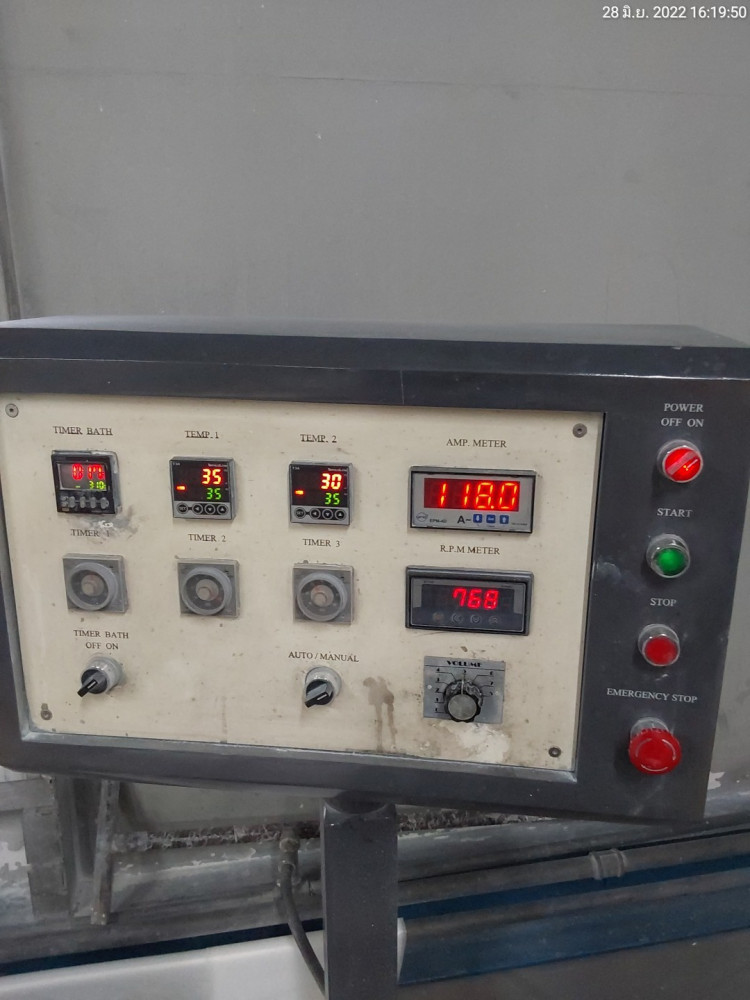 28 มิ.ย. 2022 16:19:50
POWER
OFF ON
TIMER BATH
TEMP. 1
TEMP. 2
AMP. METER
35
35
30
35
118.0
A
START
TIMER 1
TIMER 2
TIMER 3
R.P.M METER
768
STOP
TIMER BATH
OFF ON
AUTO / MANUAL
VOLUME
EMERGENCY STOP